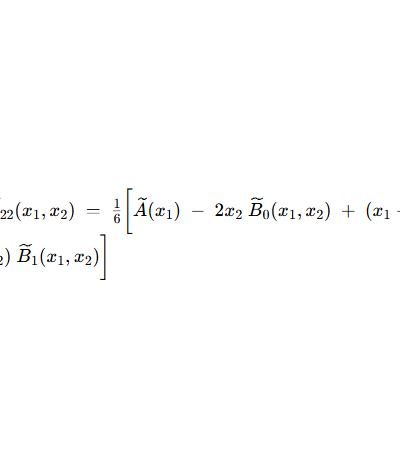 ₂₂(x₁, x₂) = 1/6[Ã(x₁) − 2x₂ B̃₀(x₁, x₂) + (x₁
₂) B̃₁(x₁, x₂)]